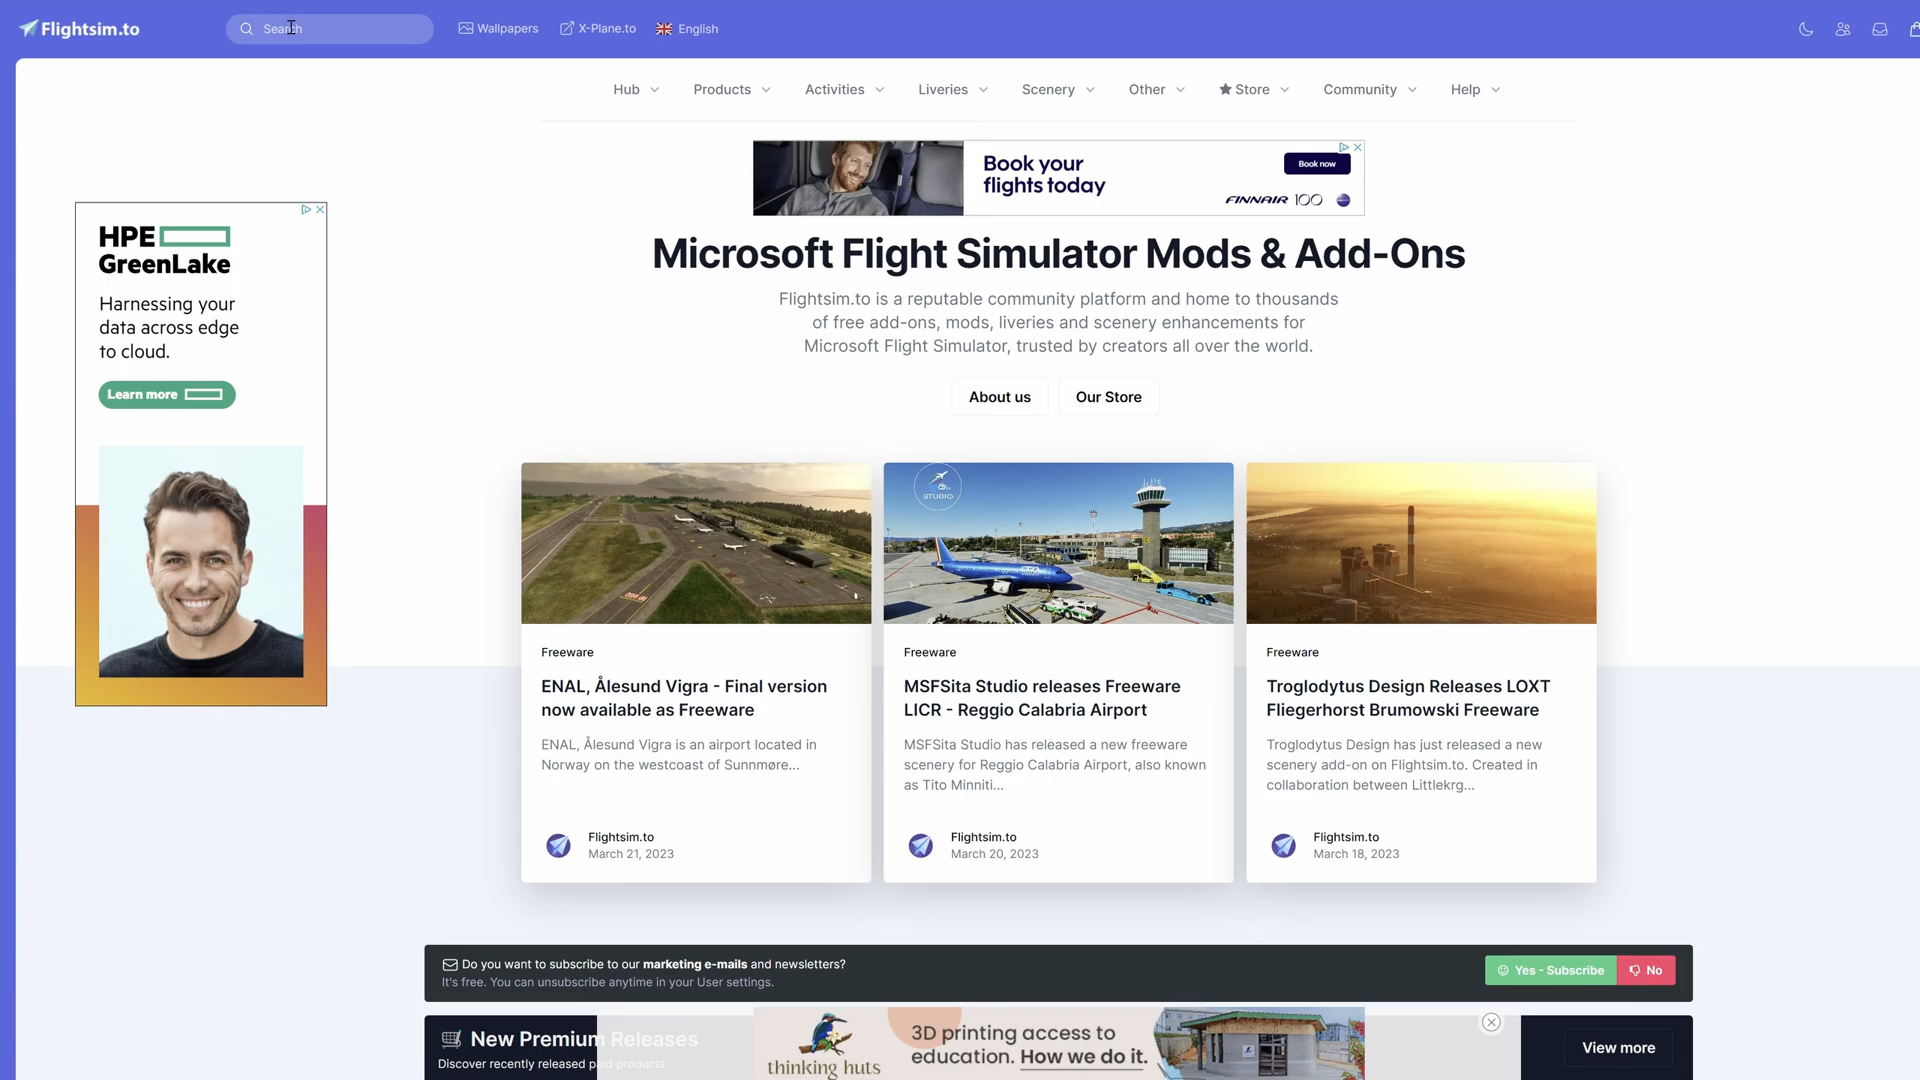 Flightsim.to
Search
Wallpapers
X-Plane.to
English
Hub
Products
Activities
Liveries
Scenery
Other
Store
Community
Help
Book your
flights today
Book now
FINNAIR 100
HPE
GreenLake
Harnessing your
data across edge
to cloud.
Learn more
Microsoft Flight Simulator Mods & Add-Ons
Flightsim.to is a reputable community platform and home to thousands
of free add-ons, mods, liveries and scenery enhancements for
Microsoft Flight Simulator, trusted by creators all over the world.
About us
Our Store
STUDIO
Freeware
ENAL, Ålesund Vigra - Final version
now available as Freeware
ENAL, Ålesund Vigra is an airport located in
Norway on the westcoast of Sunnmøre...
Flightsim.to
March 21, 2023
Freeware
MSFSita Studio releases Freeware
LICR - Reggio Calabria Airport
MSFSita Studio has released a new freeware
scenery for Reggio Calabria Airport, also known
as Tito Minniti...
Flightsim.to
March 20, 2023
Freeware
Troglodytus Design Releases LOXT
Fliegerhorst Brumowski Freeware
Troglodytus Design has just released a new
scenery add-on on Flightsim.to. Created in
collaboration between Littlekrg...
Flightsim.to
March 18, 2023
Do you want to subscribe to our marketing e-mails and newsletters?
It's free. You can unsubscribe anytime in your User settings.
Yes - Subscribe
No
New Premium Releases
Discover recently released paid products
thinking huts
3D printing access to
education. How we do it.
View more